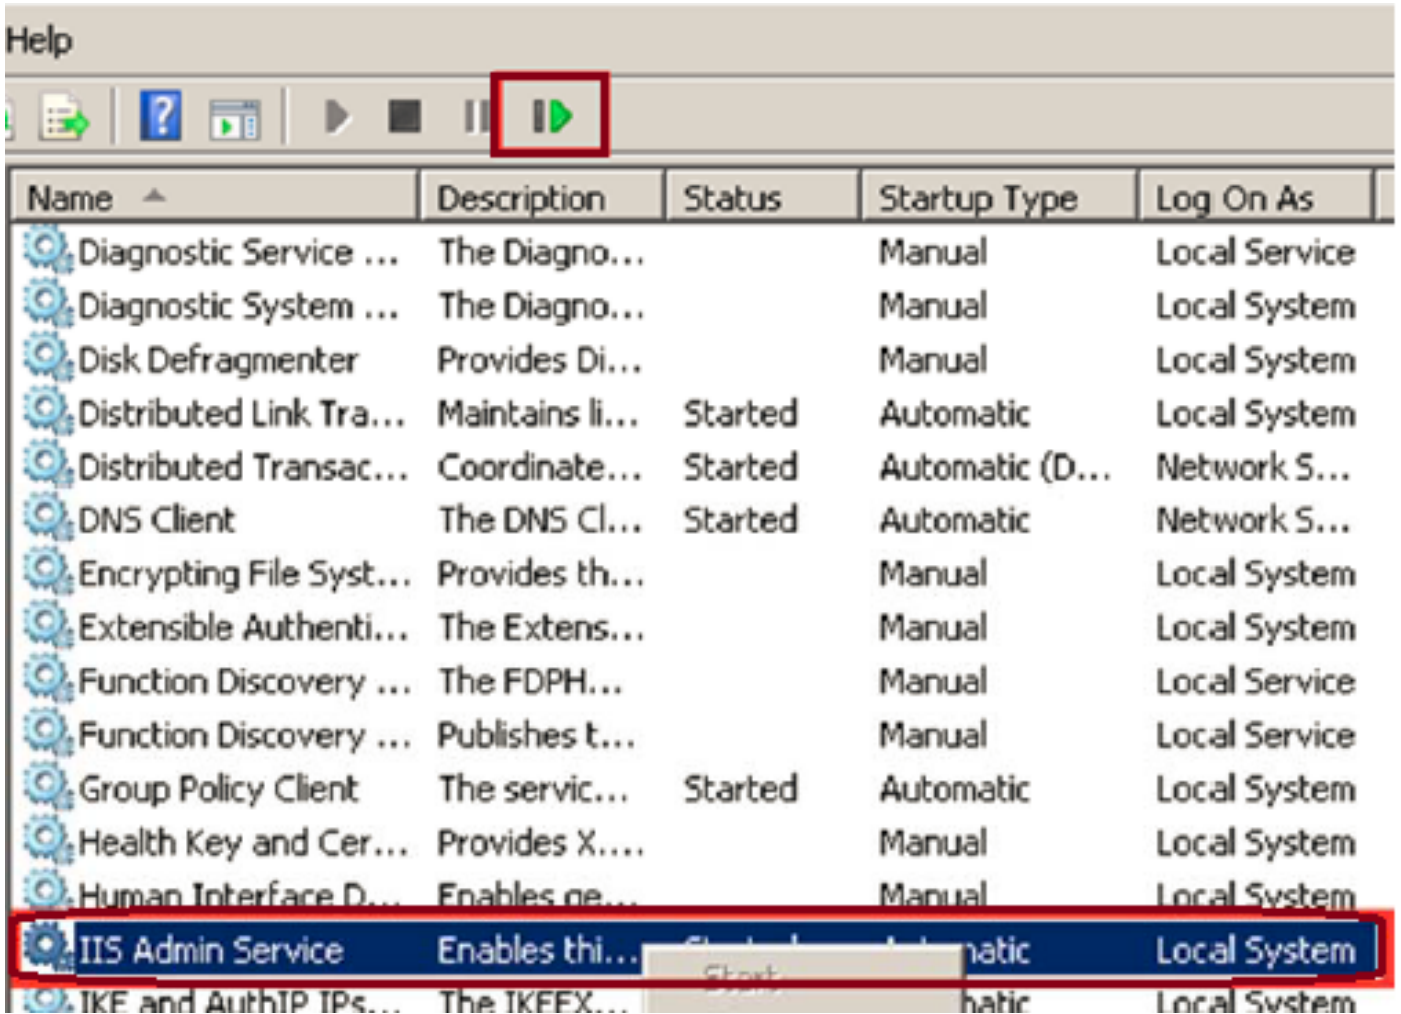 Help
Name Description Status Startup Type Log On As
Diagnostic Service ... The Diagno... Manual Local Service
Diagnostic System ... The Diagno... Manual Local System
Disk Defragmenter Provides Di... Manual Local System
Distributed Link Tra... Maintains li... Started Automatic Local System
Distributed Transac... Coordinate... Started Automatic (D... Network S...
DNS Client The DNS Cl... Started Automatic Network S...
Encrypting File Syst... Provides th... Manual Local System
Extensible Authenti... The Extens... Manual Local System
Function Discovery ... The FDPH... Manual Local Service
Function Discovery ... Publishes t... Manual Local Service
Group Policy Client The servic... Started Automatic Local System
Health Key and Cer... Provides X.... Manual Local System
Human Interface D... Enables ge... Manual Local System
IIS Admin Service Enables thi... Local System
Start
IKE and AuthIP IPs... The IKEEX... Local System